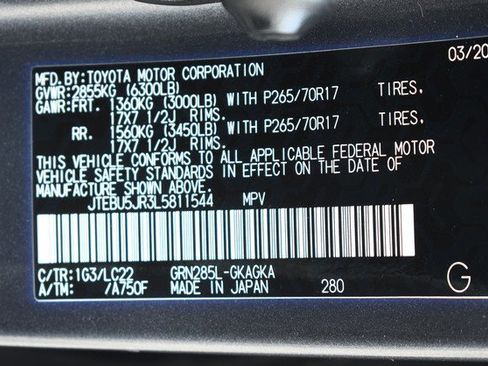 03/20
MFD.BY:TOYOTA MOTOR CORPORATION
GVWR:2855KG (6300LB)
GAWR:FRT. 1360KG (3000LB) WITH P265/70R17 TIRES,
17X7 1/2J RIMS.
RR. 1560KG (3450LB) WITH P265/70R17 TIRES,
17X7 1/2J RIMS.
THIS VEHICLE CONFORMS TO ALL APPLICABLE FEDERAL MOTOR
VEHICLE SAFETY STANDARDS IN EFFECT ON THE DATE OF
MANUFACTURE SHOWN ABOVE.
JTEBU5JR3L5811544 MPV
C/TR:1G3/LC22 GRN285L-GKAGKA
A/TM: /A750F MADE IN JAPAN 280 G